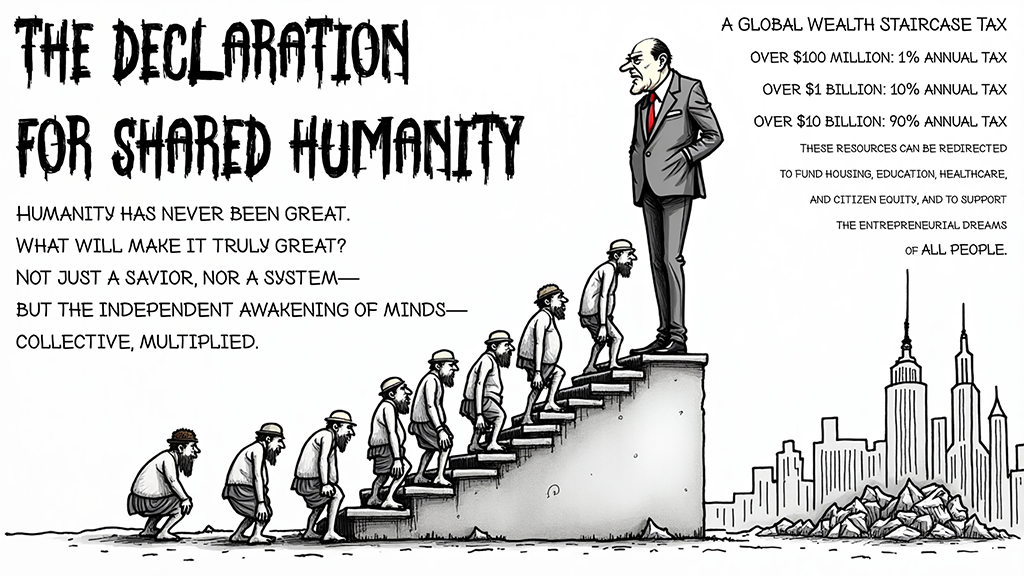 THE DECLARATION
FOR SHARED HUMANITY
HUMANITY HAS NEVER BEEN GREAT.
WHAT WILL MAKE IT TRULY GREAT?
NOT JUST A SAVIOR, NOR A SYSTEM—
BUT THE INDEPENDENT AWAKENING OF MINDS—
COLLECTIVE, MULTIPLIED.
A GLOBAL WEALTH STAIRCASE TAX
OVER $100 MILLION: 1% ANNUAL TAX
OVER $1 BILLION: 10% ANNUAL TAX
OVER $10 BILLION: 90% ANNUAL TAX
THESE RESOURCES CAN BE REDIRECTED
TO FUND HOUSING, EDUCATION, HEALTHCARE,
AND CITIZEN EQUITY, AND TO SUPPORT
THE ENTREPRENEURIAL DREAMS
OF ALL PEOPLE.